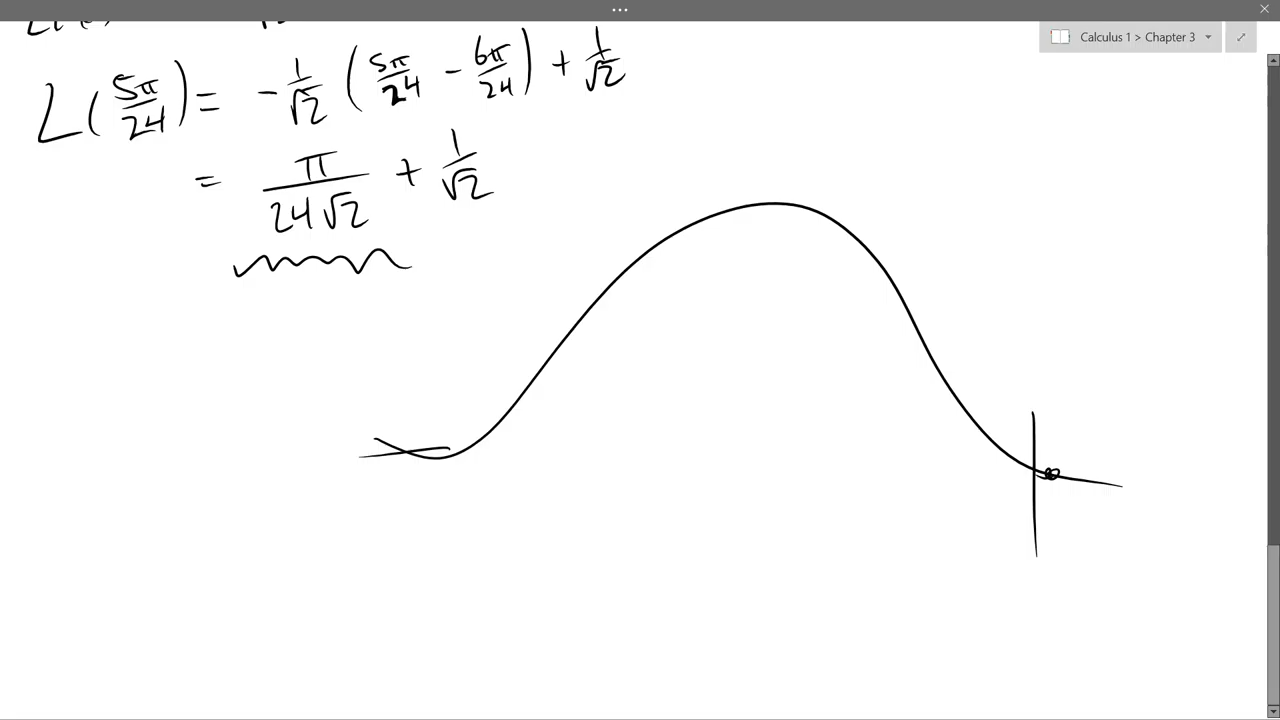 Calculus 1 > Chapter 3
L(5π/24) = -1/√2 (5π/24 - 6π/24) + 1/√2
= π/(24√2) + 1/√2